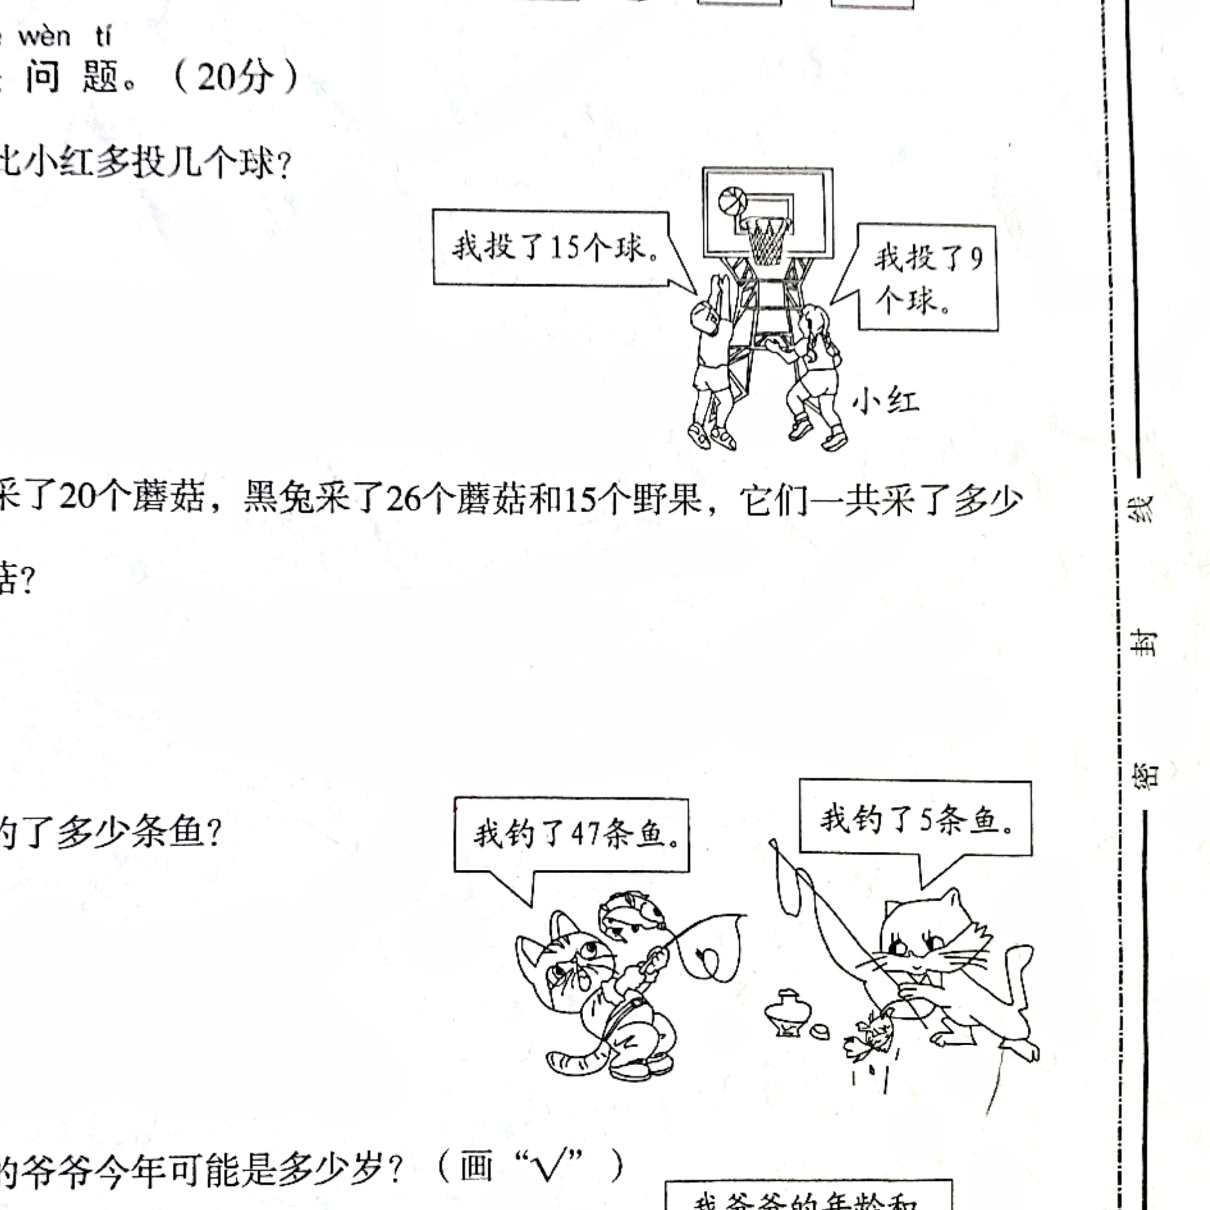 wèn tí
问 题。（20分）
比小红多投几个球？
我投了15个球。
我投了9
个球。
小红
采了20个蘑菇，黑兔采了26个蘑菇和15个野果，它们一共采了多少
菇？
钓了多少条鱼？
我钓了47条鱼。
我钓了5条鱼。
的爷爷今年可能是多少岁？（画“√”）
我爷爷的年龄和
线
封
密